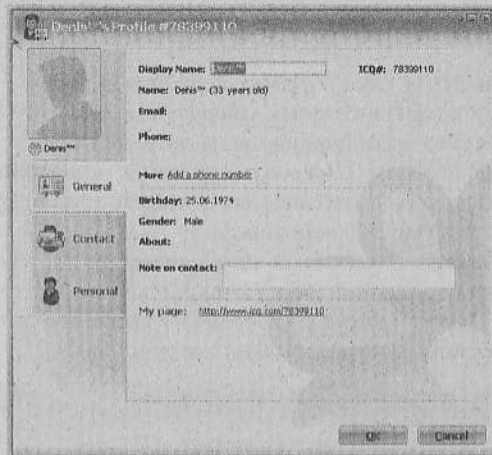 Denis™'s Profile #78399110
Display Name: Denis™ ICQ#: 78399110
Name: Denis™ (33 years old)
Email:
Phone:
Denis™
More Add a phone number
General
Birthday: 25.06.1974
Gender: Male
Contact
About:
Note on contact:
Personal
My page: http://www.icq.com/78399110
OK Cancel